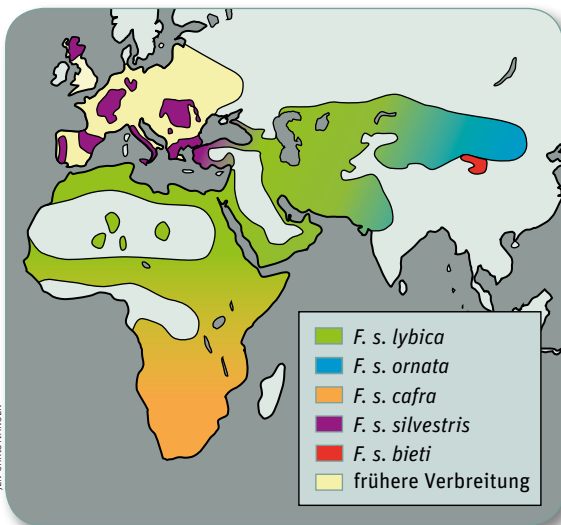 F. s. lybica
F. s. ornata
F. s. cafra
F. s. silvestris
F. s. bieti
frühere Verbreitung